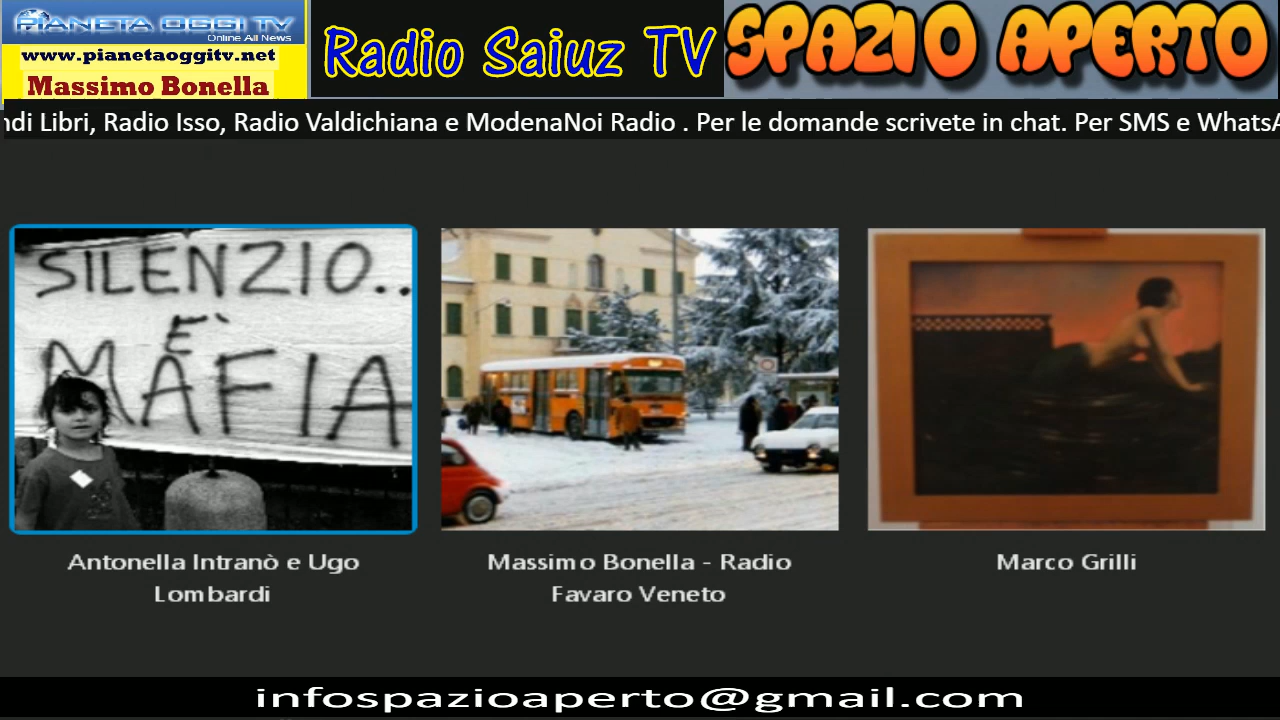 PIANETA OGGI TV
Online All News
www.pianetaoggitv.net
Massimo Bonella
Radio Saiuz TV
SPAZIO APERTO
ndi Libri, Radio Isso, Radio Valdichiana e ModenaNoi Radio . Per le domande scrivete in chat. Per SMS e WhatsA
SILENZIO..
E'
MAFIA
Antonella Intranò e Ugo
Lombardi
Massimo Bonella - Radio
Favaro Veneto
Marco Grilli
infospazioaperto@gmail.com